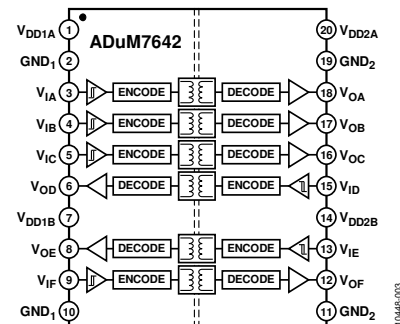 ADuM7642
VDD1A 1 20 VDD2A
GND1 2 19 GND2
VIA 3 ENCODE DECODE 18 VOA
VIB 4 ENCODE DECODE 17 VOB
VIC 5 ENCODE DECODE 16 VOC
VOD 6 DECODE ENCODE 15 VID
VDD1B 7 14 VDD2B
VOE 8 DECODE ENCODE 13 VIE
VIF 9 ENCODE DECODE 12 VOF
GND1 10 11 GND2
10448-003